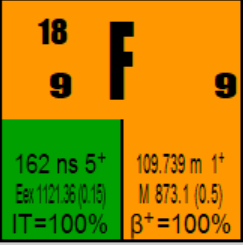 18
9 F 9
162 ns 5+
Eex 1121.36 (0.15)
IT=100%
109.739 m 1+
M 873.1 (0.5)
β+=100%